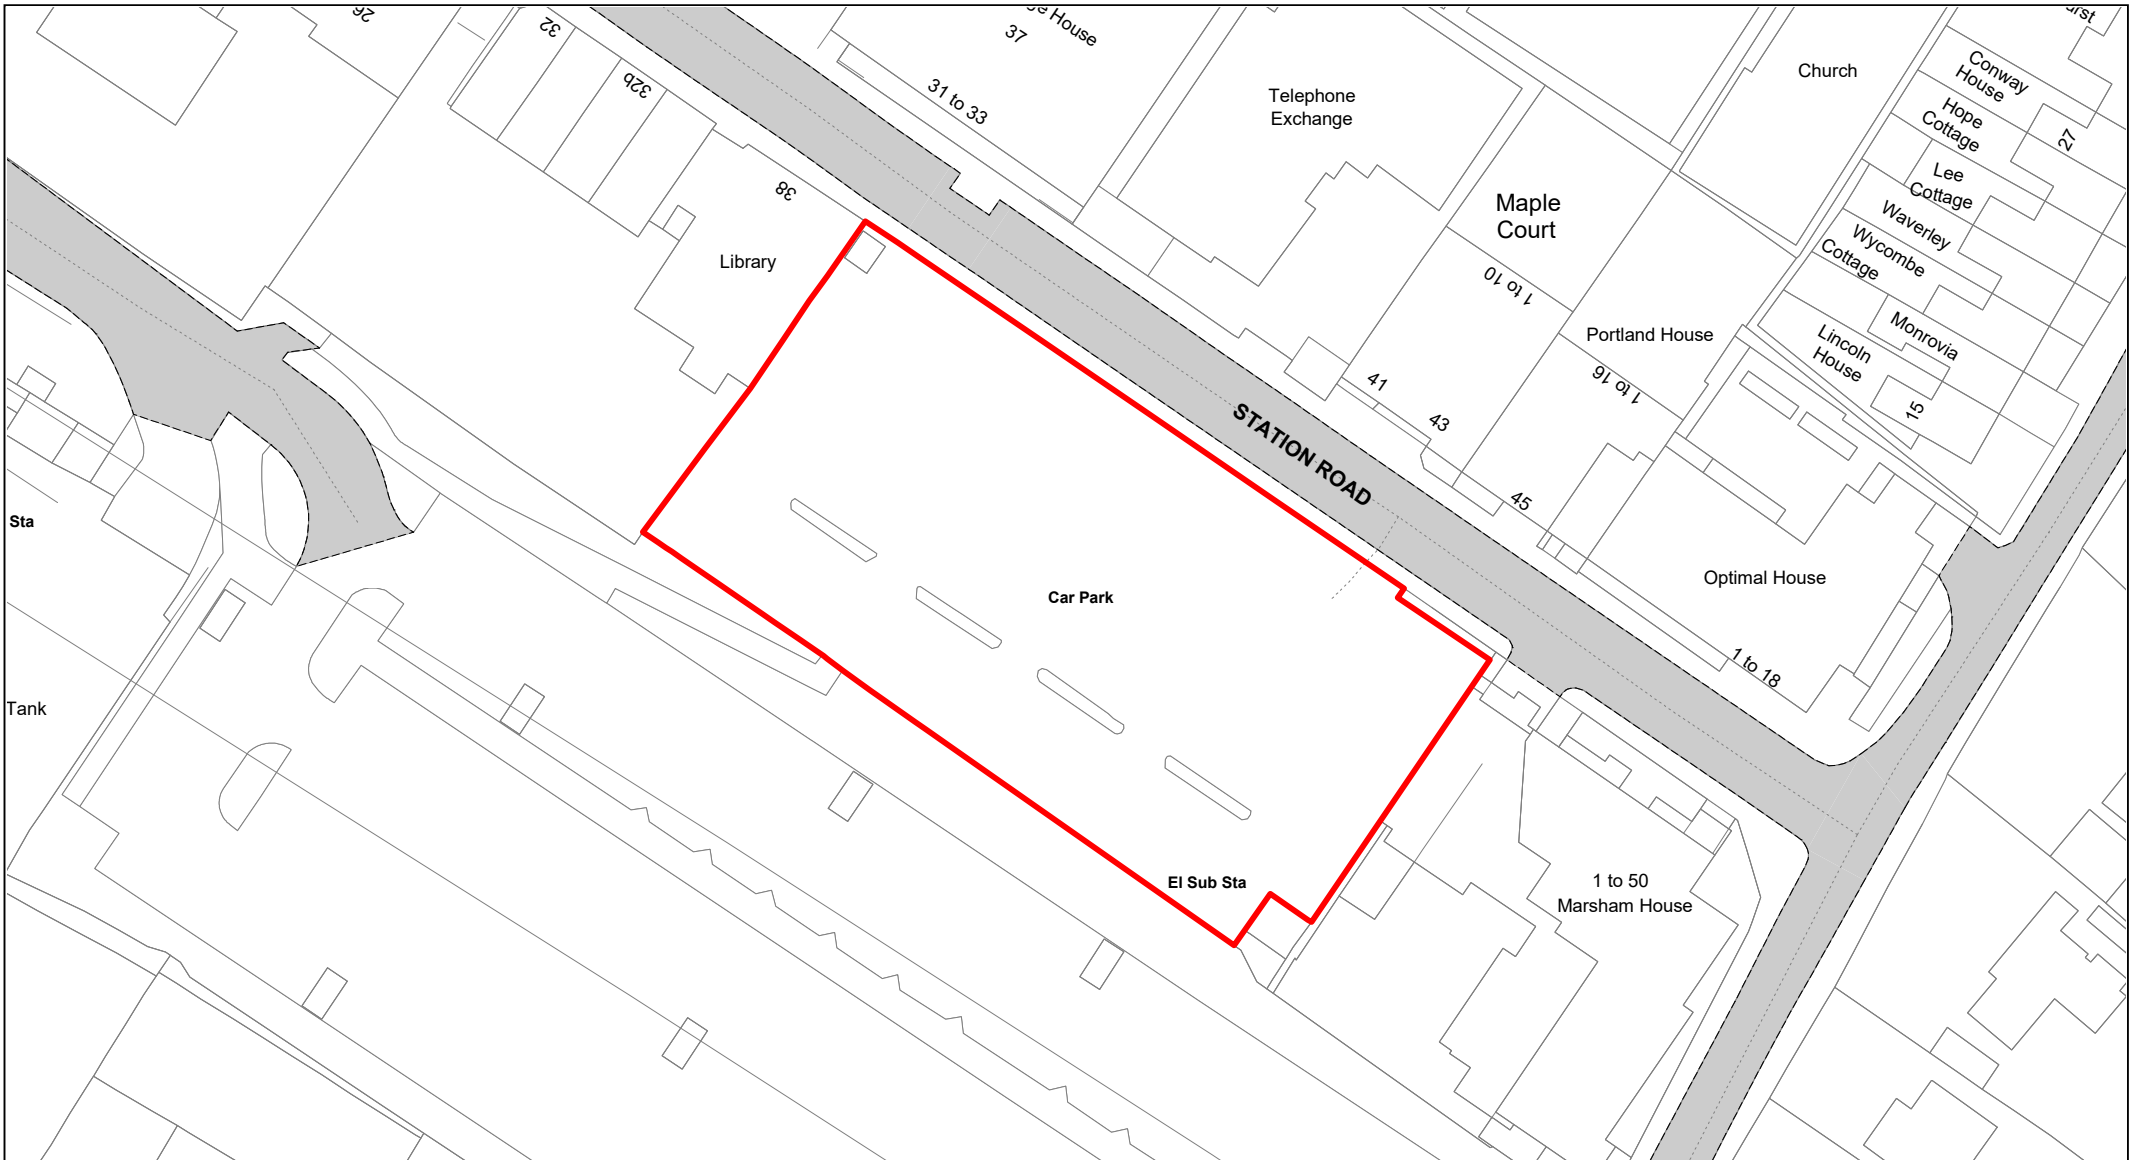 26
32
32b
House
37
31 to 33
38
Library
Telephone
Exchange
Church
Conway
House
Hope
Cottage
27
Lee
Cottage
Waverley
Wycombe
Cottage
Monrovia
Lincoln
House
15
Maple
Court
1 to 10
Portland House
1 to 16
41
43
45
STATION ROAD
Optimal House
1 to 18
Car Park
El Sub Sta
1 to 50
Marsham House
Sta
Tank